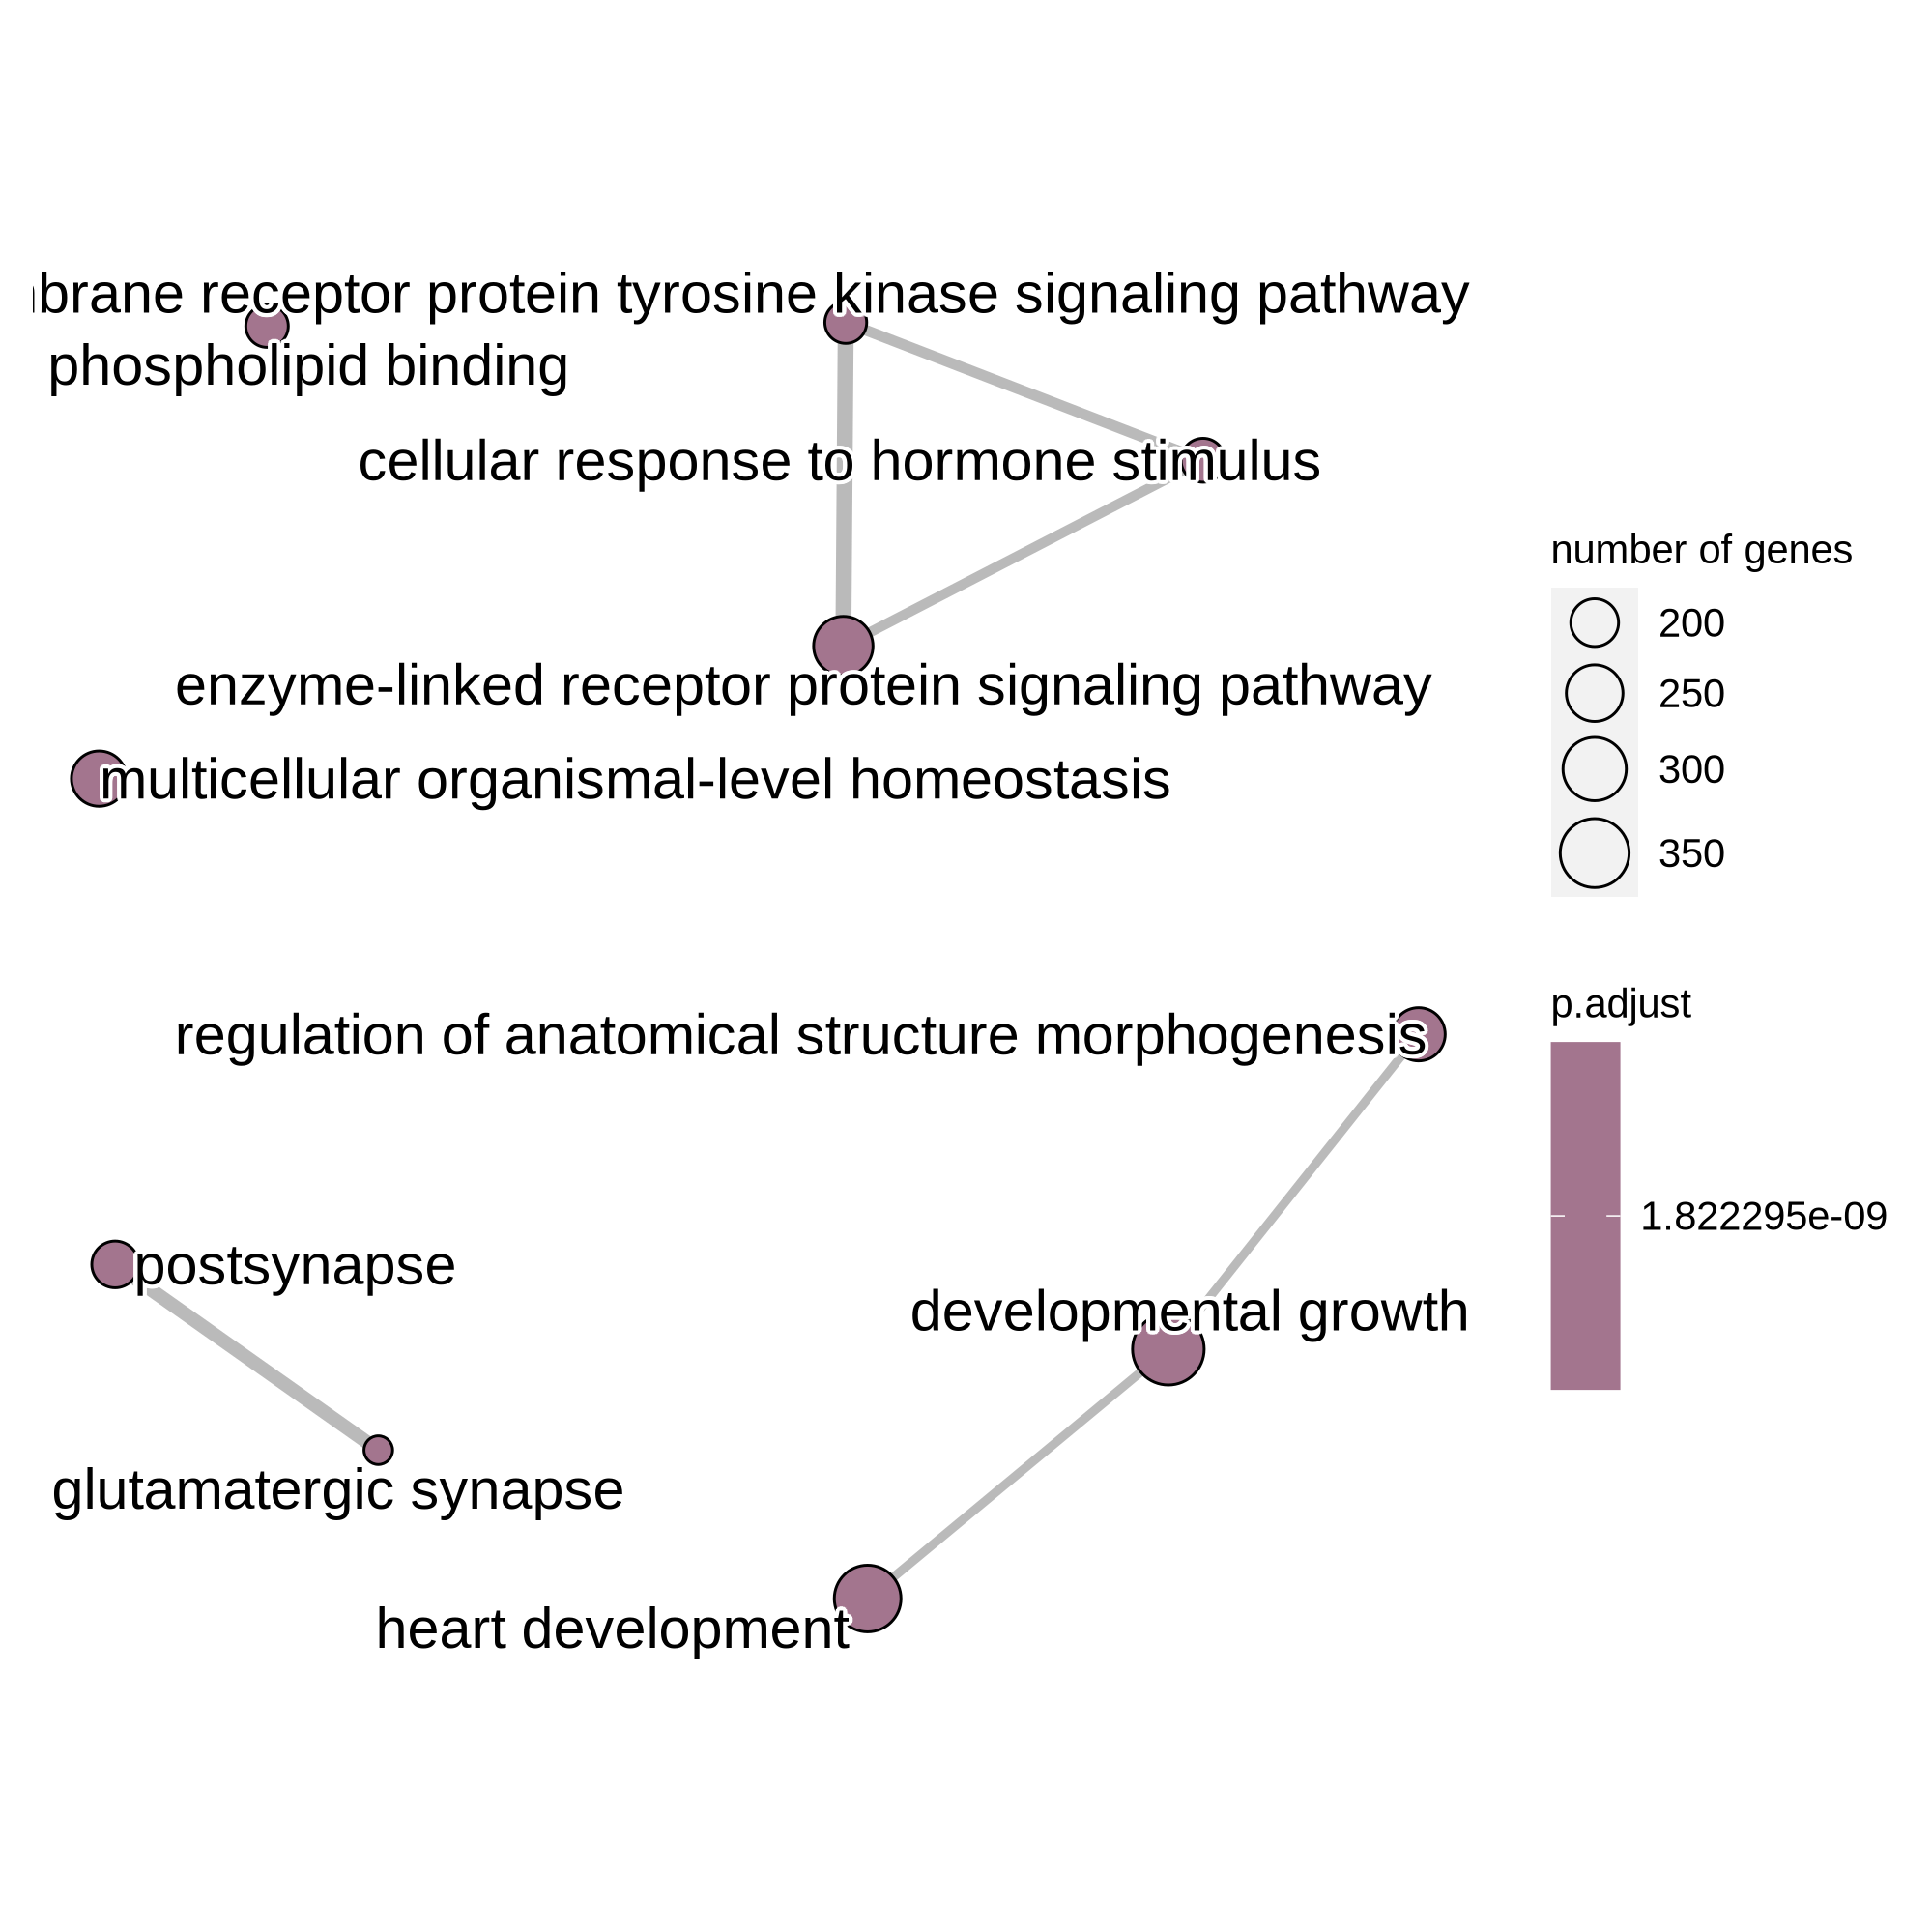 brane receptor protein tyrosine kinase signaling pathway
phospholipid binding
cellular response to hormone stimulus
enzyme-linked receptor protein signaling pathway
multicellular organismal-level homeostasis
regulation of anatomical structure morphogenesis
postsynapse
developmental growth
glutamatergic synapse
heart development
number of genes
200
250
300
350
p.adjust
1.822295e-09